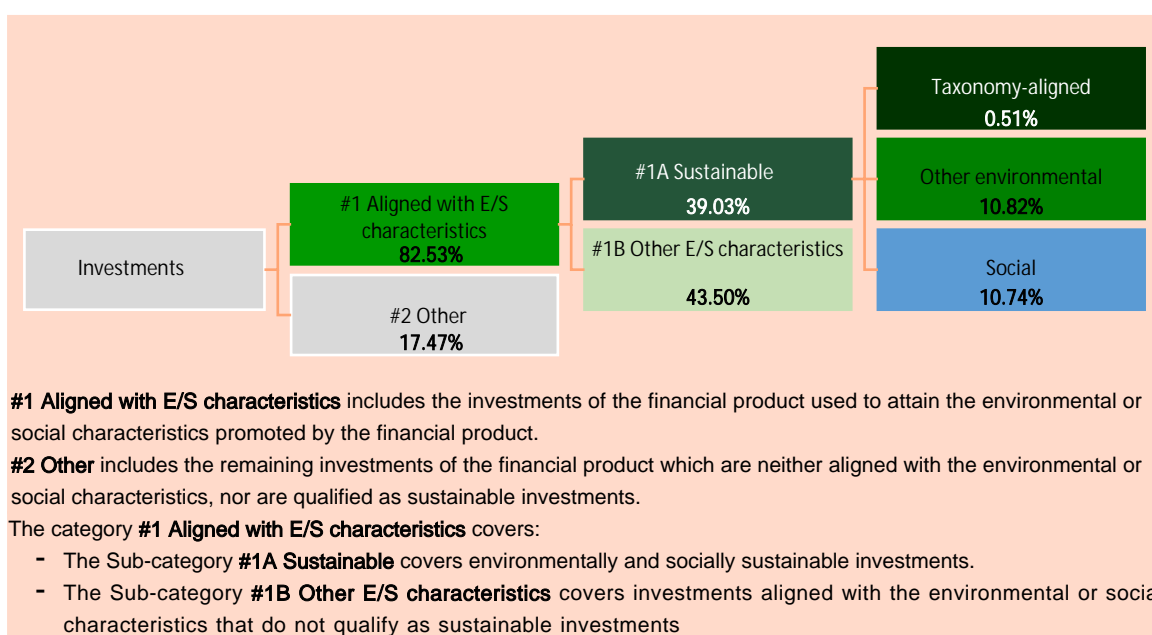 Taxonomy-aligned
0.51%
#1A Sustainable
39.03%
Other environmental
10.82%
#1 Aligned with E/S
characteristics
82.53%
#1B Other E/S characteristics
43.50%
Social
10.74%
Investments
#2 Other
17.47%
#1 Aligned with E/S characteristics includes the investments of the financial product used to attain the environmental or
social characteristics promoted by the financial product.
#2 Other includes the remaining investments of the financial product which are neither aligned with the environmental or
social characteristics, nor are qualified as sustainable investments.
The category #1 Aligned with E/S characteristics covers:
- The Sub-category #1A Sustainable covers environmentally and socially sustainable investments.
- The Sub-category #1B Other E/S characteristics covers investments aligned with the environmental or socia
characteristics that do not qualify as sustainable investments